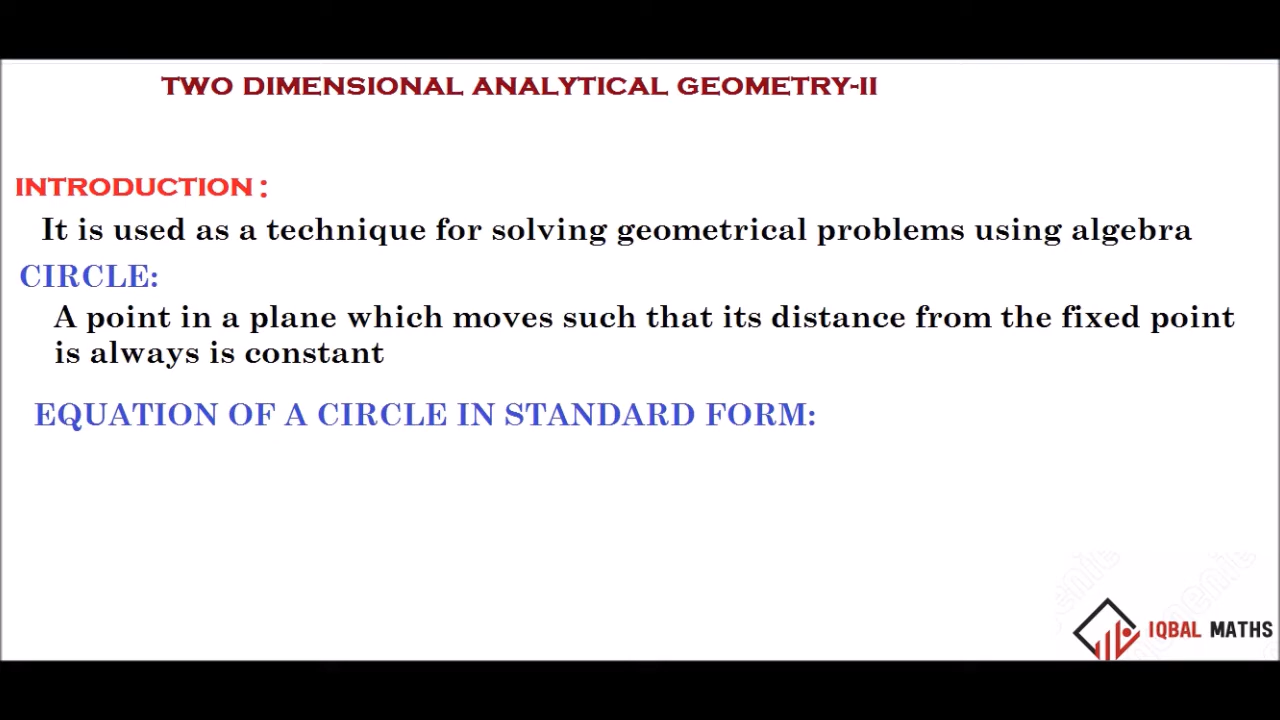 TWO DIMENSIONAL ANALYTICAL GEOMETRY-II
INTRODUCTION :
It is used as a technique for solving geometrical problems using algebra
CIRCLE:
A point in a plane which moves such that its distance from the fixed point
is always is constant
EQUATION OF A CIRCLE IN STANDARD FORM:
IQBAL MATHS